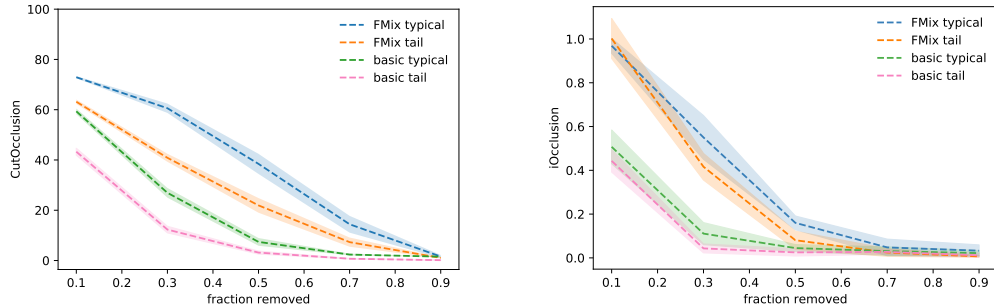 100
80
60
40
20
0
CutOcclusion
FMix typical
FMix tail
basic typical
basic tail
0.1 0.2 0.3 0.4 0.5 0.6 0.7 0.8 0.9
fraction removed
1.0
0.8
0.6
0.4
0.2
0.0
iOcclusion
FMix typical
FMix tail
basic typical
basic tail
0.1 0.2 0.3 0.4 0.5 0.6 0.7 0.8 0.9
fraction removed